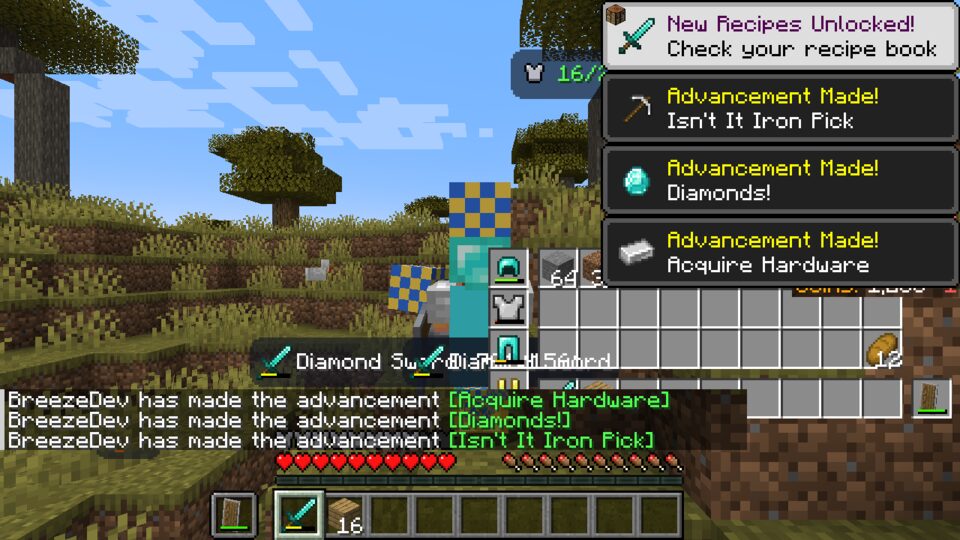 New Recipes Unlocked!
Check your recipe book
16/
Advancement Made!
Isn't It Iron Pick
Advancement Made!
Diamonds!
Advancement Made!
Acquire Hardware
64
12
Diamond
BreezeDev has made the advancement [Acquire Hardware]
BreezeDev has made the advancement [Diamonds!]
BreezeDev has made the advancement [Isn't It Iron Pick]
16